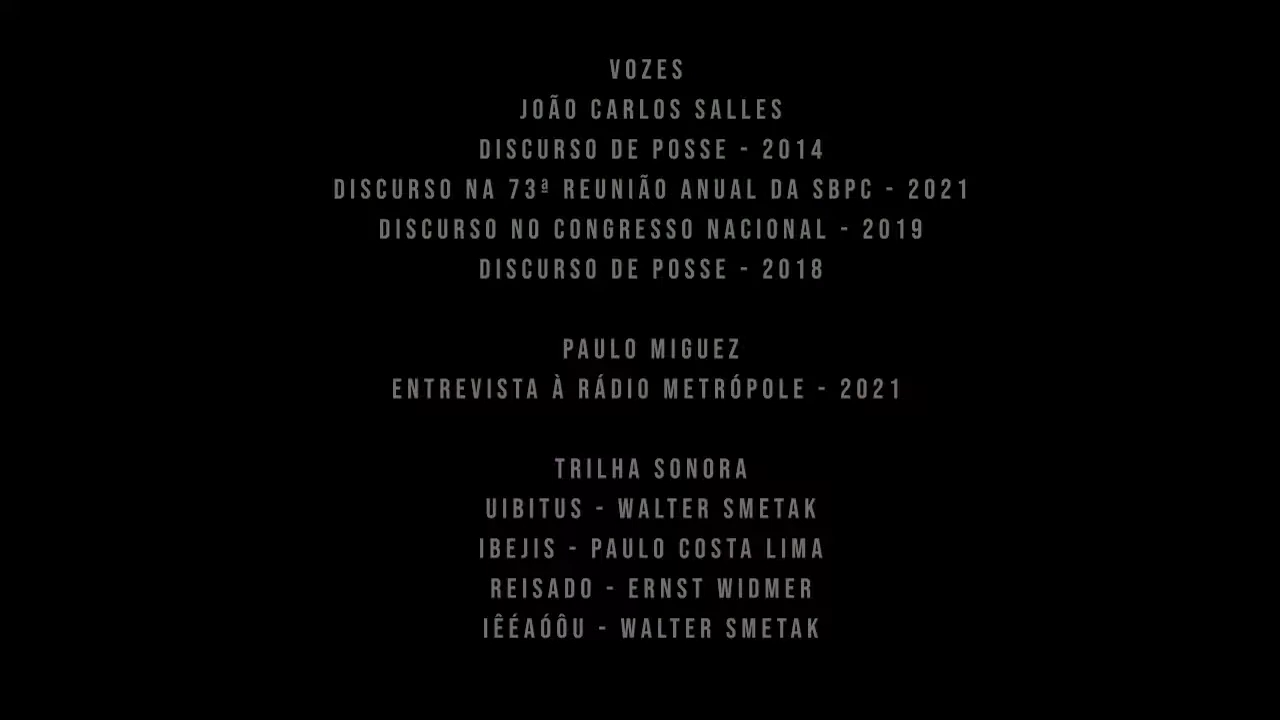 VOZES
JOÃO CARLOS SALLES
DISCURSO DE POSSE - 2014
DISCURSO NA 73ª REUNIÃO ANUAL DA SBPC - 2021
DISCURSO NO CONGRESSO NACIONAL - 2019
DISCURSO DE POSSE - 2018
PAULO MIGUEZ
ENTREVISTA À RÁDIO METRÓPOLE - 2021
TRILHA SONORA
UIBITUS - WALTER SMETAK
IBEJIS - PAULO COSTA LIMA
REISADO - ERNST WIDMER
IÊÉAÓÔU - WALTER SMETAK